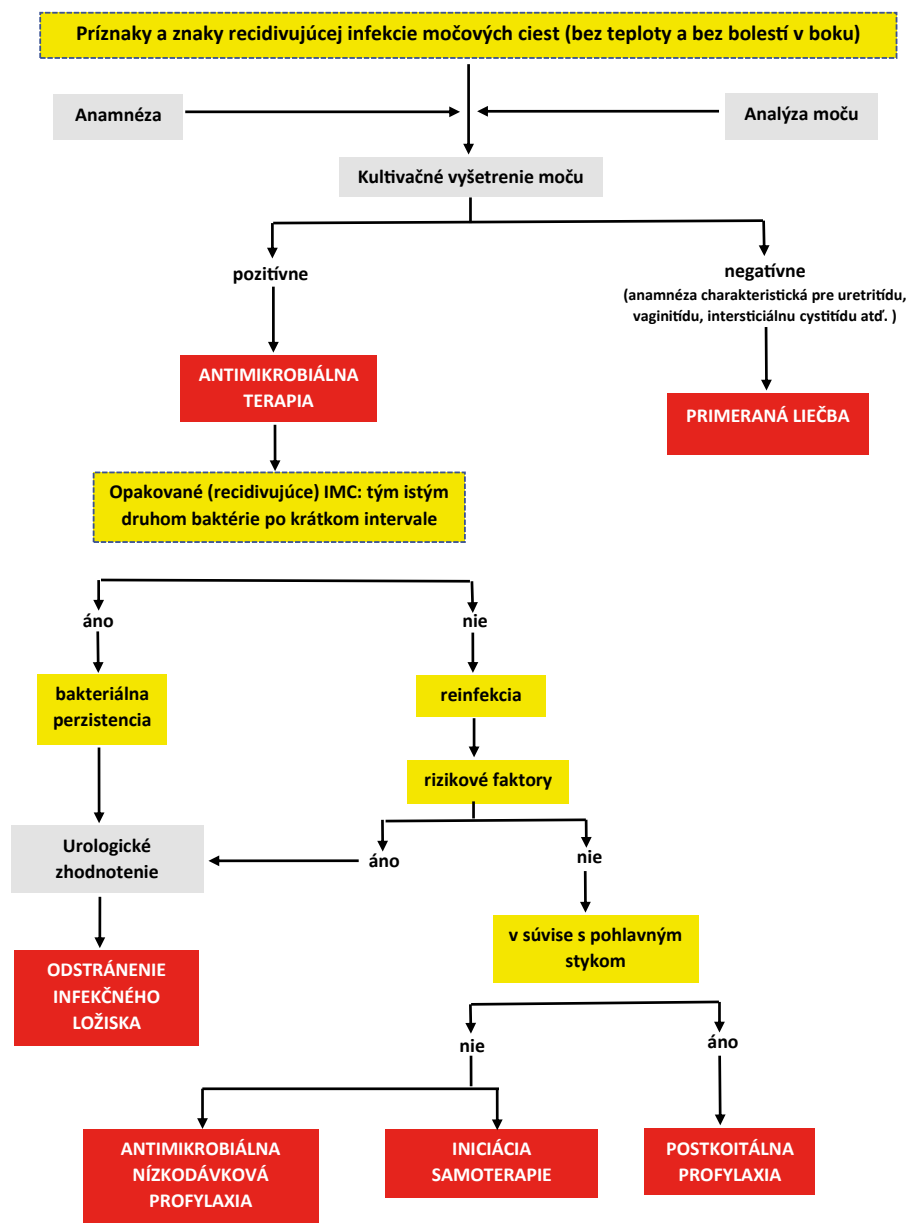 Príznaky a znaky recidivujúcej infekcie močových ciest (bez teploty a bez bolestí v boku)
Anamnéza
Analýza moču
Kultivačné vyšetrenie moču
pozitívne
negatívne
(anamnéza charakteristická pre uretritídu,
vaginitídu, intersticiálnu cystitídu atď. )
ANTIMIKROBIÁLNA
TERAPIA
PRIMERANÁ LIEČBA
Opakované (recidivujúce) IMC: tým istým
druhom baktérie po krátkom intervale
áno
nie
bakteriálna
perzistencia
reinfekcia
rizikové faktory
Urologické
zhodnotenie
áno
nie
v súvise s pohlavným
stykom
ODSTRÁNENIE
INFEKČNÉHO
LOŽISKA
nie
áno
ANTIMIKROBIÁLNA
NÍZKODÁVKOVÁ
PROFYLAXIA
INICIÁCIA
SAMOTERAPIE
POSTKOITÁLNA
PROFYLAXIA